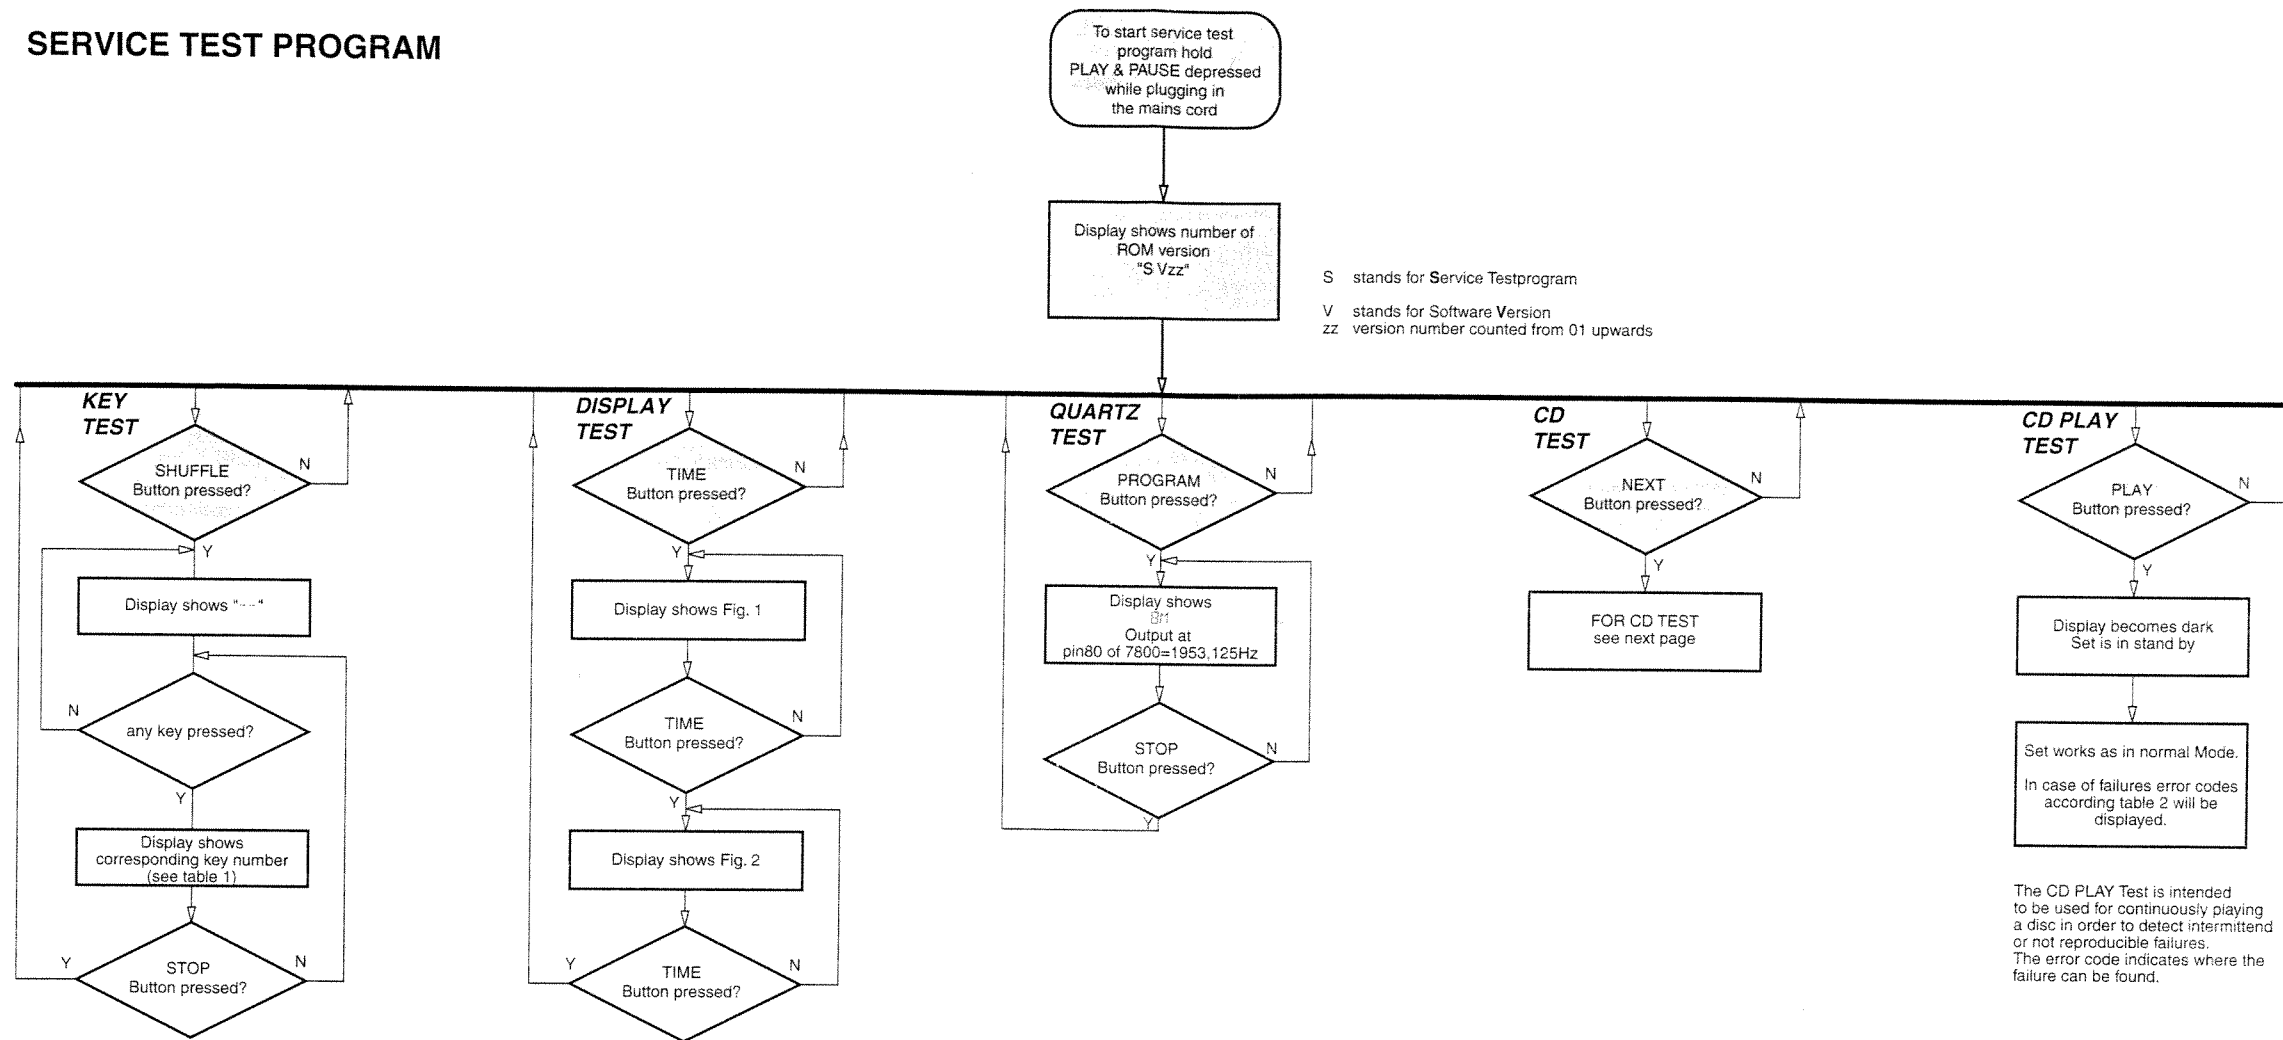 SERVICE TEST PROGRAM
To start service test
program hold
PLAY & PAUSE depressed
while plugging in
the mains cord
Display shows number of
ROM version
"S Vzz"
S stands for Service Testprogram
V stands for Software Version
zz version number counted from 01 upwards
KEY
TEST
SHUFFLE
Button pressed?
N
Y
Display shows "--"
any key pressed?
N
Y
Display shows
corresponding key number
(see table 1)
STOP
Button pressed?
Y
N
DISPLAY
TEST
TIME
Button pressed?
N
Y
Display shows Fig. 1
TIME
Button pressed?
N
Y
Display shows Fig. 2
TIME
Button pressed?
Y
N
QUARTZ
TEST
PROGRAM
Button pressed?
N
Y
Display shows
Output at
pin80 of 7800=1953,125Hz
STOP
Button pressed?
N
Y
CD
TEST
NEXT
Button pressed?
N
Y
FOR CD TEST
see next page
CD PLAY
TEST
PLAY
Button pressed?
N
Y
Display becomes dark
Set is in stand by
Set works as in normal Mode.
In case of failures error codes
according table 2 will be
displayed.
The CD PLAY Test is intended
to be used for continuously playing
a disc in order to detect intermittend
or not reproducible failures.
The error code indicates where the
failure can be found.